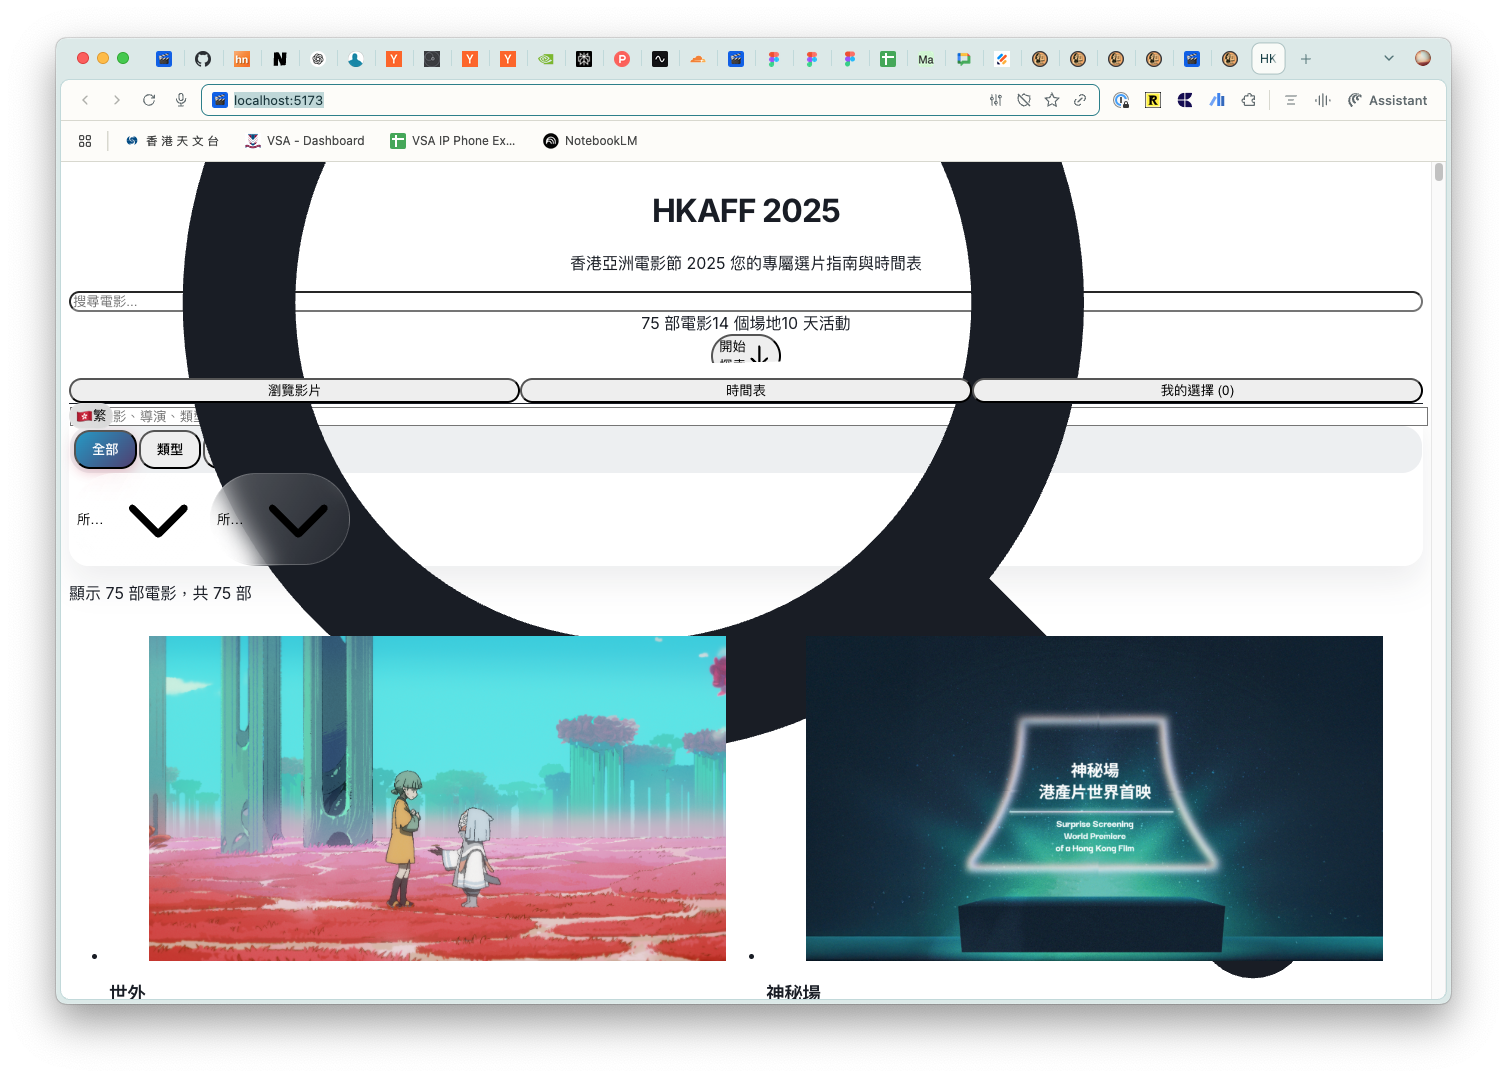 HK
localhost:5173
Assistant
香港天文台
VSA - Dashboard
VSA IP Phone Ex...
NotebookLM
HKAFF 2025
香港亞洲電影節 2025 您的專屬選片指南與時間表
搜尋電影...
75 部電影14 個場地10 天活動
開始
瀏覽影片
時間表
我的選擇 (0)
繁
影、導演、類
全部
類型
所...
所...
顯示 75 部電影，共 75 部
神秘場
港產片世界首映
Surprise Screening
World Premiere
of a Hong Kong Film
世外
神秘場